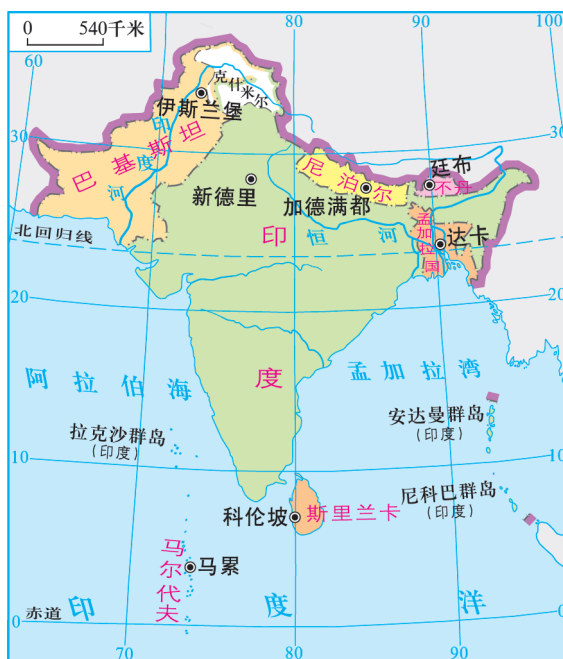 0 540千米
60
80
90
100
克什米尔
伊斯兰堡
印度河
巴基斯坦
30
30
尼泊尔
廷布
不丹
新德里
加德满都
北回归线
印度
恒河
孟加拉国
达卡
20
20
阿拉伯海
孟加拉湾
拉克沙群岛
(印度)
安达曼群岛
(印度)
10
10
尼科巴群岛
(印度)
科伦坡
斯里兰卡
马尔代夫
马累
0
赤道
印度洋
0
70
80
90